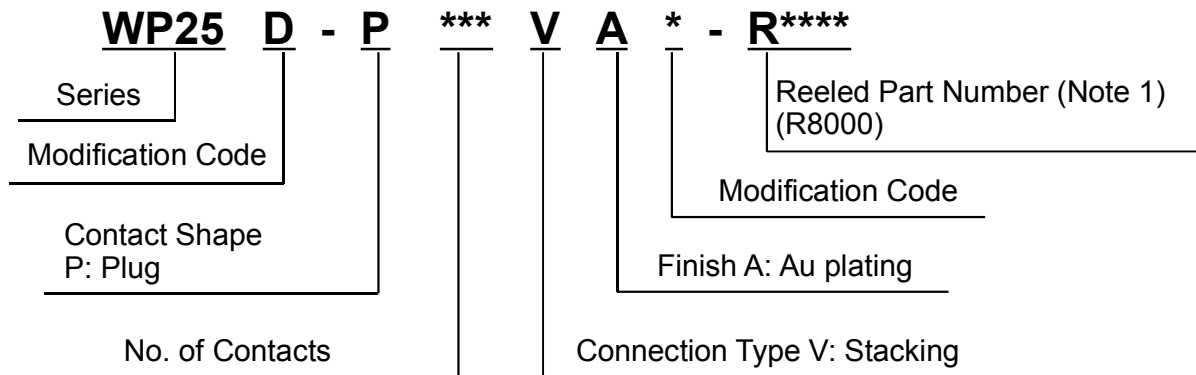 WP25 D - P *** V A * - R****
Series
Reeled Part Number (Note 1)
(R8000)
Modification Code
Modification Code
Contact Shape
P: Plug
Finish A: Au plating
No. of Contacts
Connection Type V: Stacking